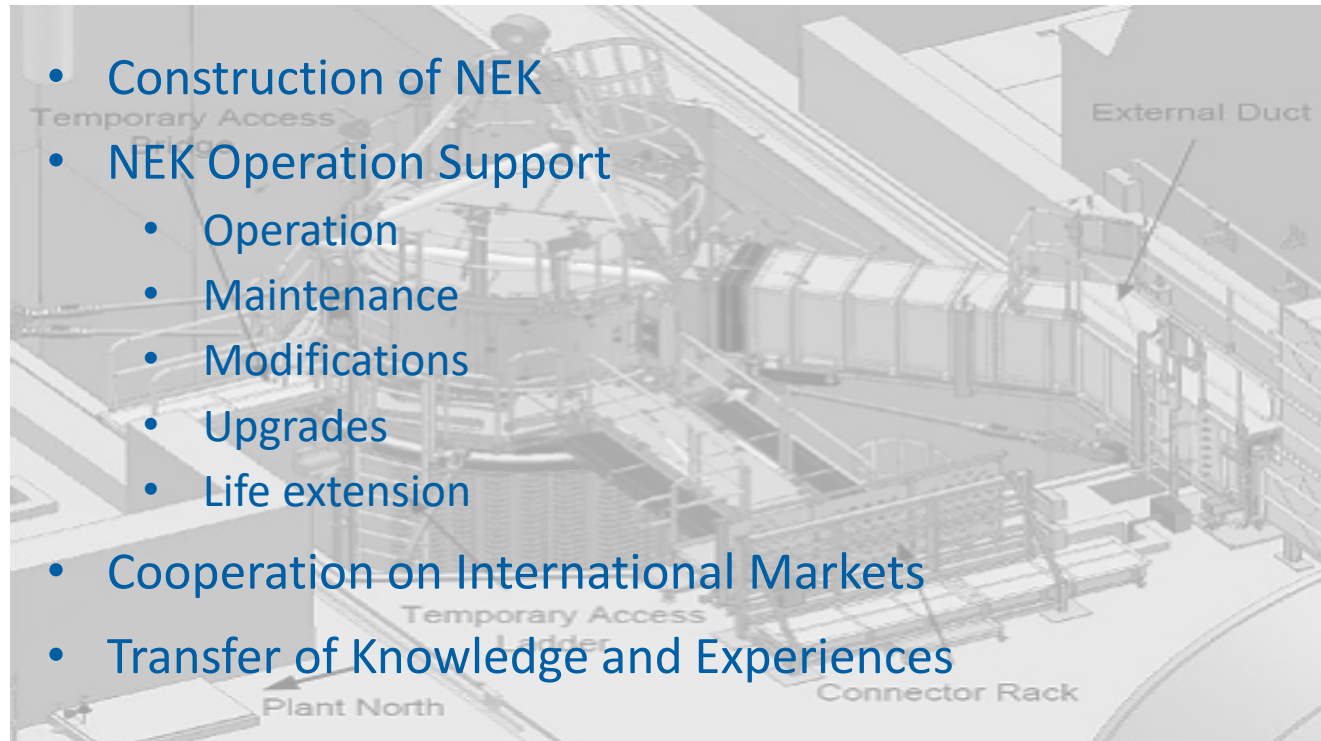 • Construction of NEK
Temporary Access
Bridge
External Duct
• NEK Operation Support
• Operation
• Maintenance
• Modifications
• Upgrades
• Life extension
• Cooperation on International Markets
Temporary Access
Ladder
• Transfer of Knowledge and Experiences
Connector Rack
Plant North